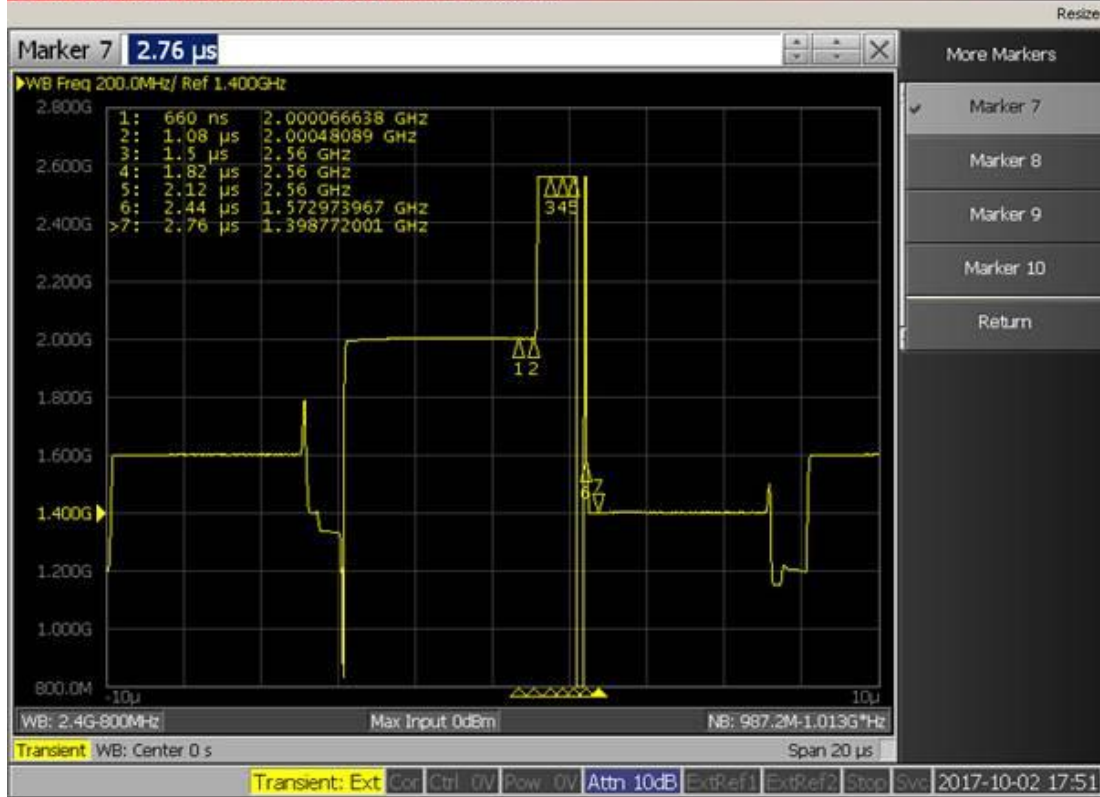 Resize
Marker 7 2.76 µs
More Markers
WB Freq 200.0MHz/ Ref 1.400GHz
2.800G
1: 660 ns 2.000066638 GHz
2: 1.08 µs 2.00048089 GHz
3: 1.5 µs 2.56 GHz
4: 1.82 µs 2.56 GHz
5: 2.12 µs 2.56 GHz
6: 2.44 µs 1.572973967 GHz
>7: 2.76 µs 1.398772001 GHz
Marker 7
Marker 8
Marker 9
Marker 10
Return
2.600G
2.400G
2.200G
2.000G
1.800G
1.600G
1.400G
1.200G
1.000G
800.0M
345
1 2
6 7
-10µ
10µ
WB: 2.4G-800MHz
Max Input 0dBm
NB: 987.2M-1.013G*Hz
Transient WB: Center 0 s
Span 20 µs
Transient: Ext Cor Ctrl 0V Pow 0V Attn 10dB ExtRef1 ExtRef2 Stop Svc 2017-10-02 17:51